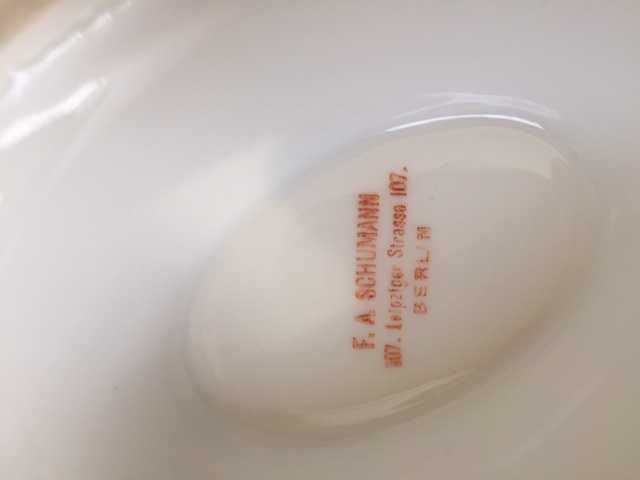 F. A. SCHUMANN
107. Leipziger Strasse 107.
BERLIN